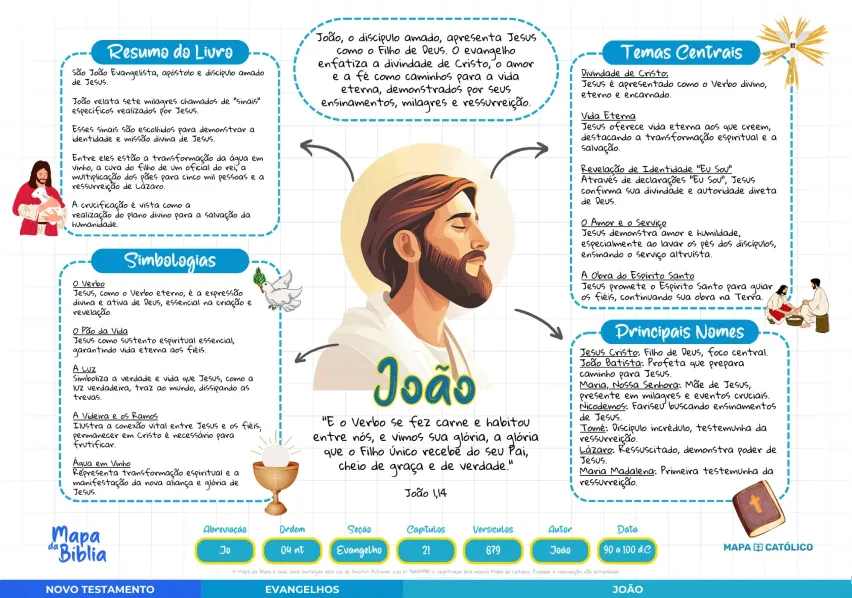 João, o discípulo amado, apresenta Jesus
como o Filho de Deus. O evangelho
enfatiza a divindade de Cristo, o amor
e a fé como caminhos para a vida
eterna, demonstrados por seus
ensinamentos, milagres e ressurreição.
Resumo do Livro
São João Evangelista, apóstolo e discípulo amado
de Jesus.
João relata sete milagres chamados de "sinais"
específicos realizados por Jesus.
Esses sinais são escolhidos para demonstrar a
identidade e missão divina de Jesus.
Entre eles estão a transformação da água em
vinho, a cura do filho de um oficial do rei, a
multiplicação dos pães para cinco mil pessoas e a
ressurreição de Lázaro.
A crucificação é vista como a
realização do plano divino para a salvação da
humanidade.
Temas Centrais
Divindade de Cristo:
Jesus é apresentado como o Verbo divino,
eterno e encarnado.
Vida Eterna
Jesus oferece vida eterna aos que creem,
destacando a transformação espiritual e a
salvação.
Revelação de Identidade "Eu Sou"
Através de declarações "Eu Sou", Jesus
confirma sua divindade e autoridade direta
de Deus.
O Amor e o Serviço
Jesus demonstra amor e humildade,
especialmente ao lavar os pés dos discípulos,
ensinando o serviço altruísta.
A Obra do Espírito Santo
Jesus promete o Espírito Santo para guiar
os fiéis, continuando sua obra na Terra.
Simbologias
O Verbo
Jesus, como o Verbo eterno, é a expressão
divina e ativa de Deus, essencial na criação e
revelação.
O Pão da Vida
Jesus como sustento espiritual essencial,
garantindo vida eterna aos fiéis.
A Luz
Simboliza a verdade e vida que Jesus, como a
luz verdadeira, traz ao mundo, dissipando as
trevas.
A Videira e os Ramos
Ilustra a conexão vital entre Jesus e os fiéis,
permanecer em Cristo é necessário para
frutificar.
Água em Vinho
Representa transformação espiritual e a
manifestação da nova aliança e glória de
Jesus.
Principais Nomes
Jesus Cristo: Filho de Deus, foco central.
João Batista: Profeta que prepara
caminho para Jesus.
Maria, Nossa Senhora: Mãe de Jesus,
presente em milagres e eventos cruciais.
Nicodemos: Fariseu buscando ensinamentos
de Jesus.
Tomé: Discípulo incrédulo, testemunha da
ressurreição.
Lázaro: Ressuscitado, demonstra poder de
Jesus.
Maria Madalena: Primeira testemunha da
ressurreição.
João
"E o Verbo se fez carne e habitou
entre nós, e vimos sua glória, a glória
que o Filho único recebe do seu Pai,
cheio de graça e de verdade."
João 1,14
Mapa
da
Bíblia
Abreviação Ordem Seção Capítulos Versículos Autor Data
Jo 04 nt Evangelho 21 879 João 90 a 100 d.C
MAPA CATÓLICO
NOVO TESTAMENTO EVANGELHOS JOÃO